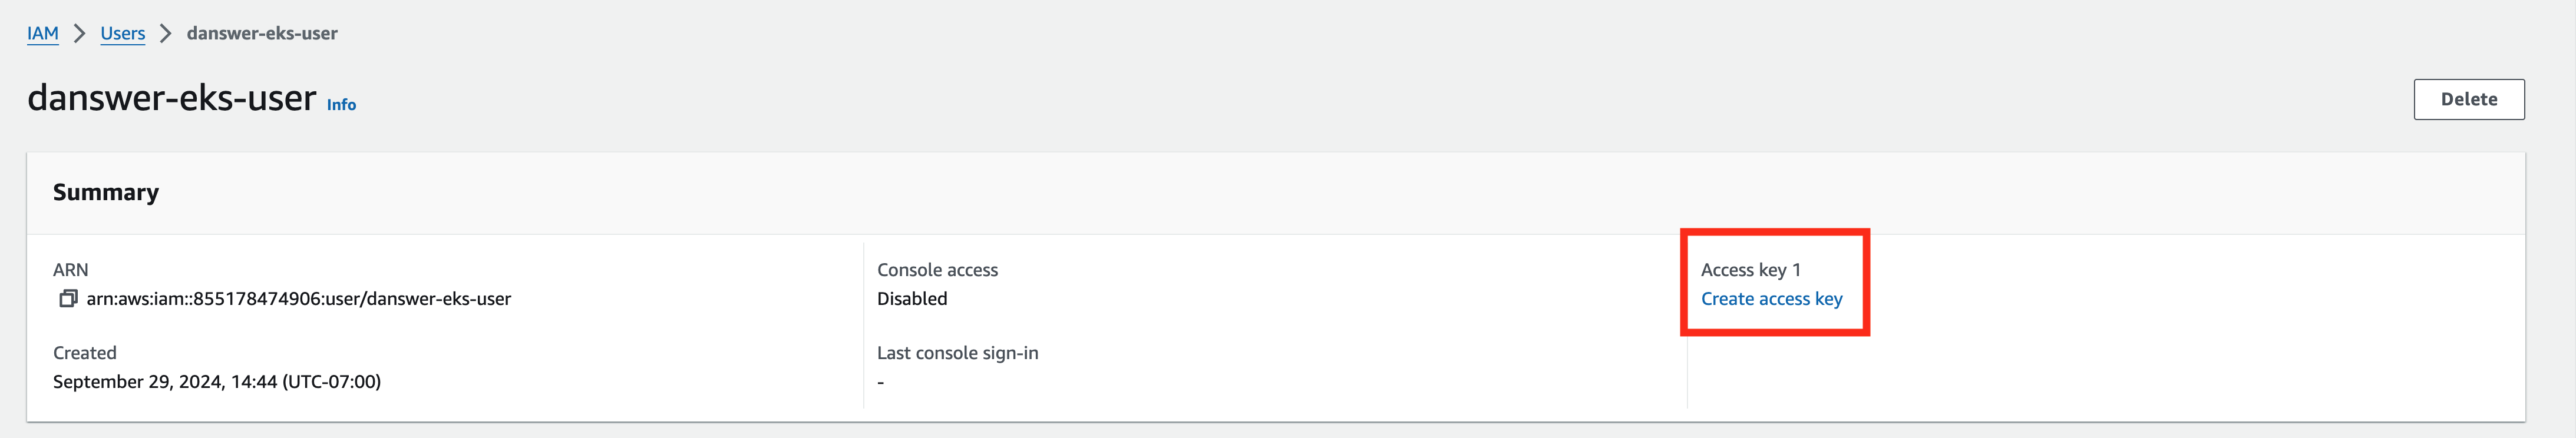 IAM > Users > danswer-eks-user
danswer-eks-user Info
Delete
Summary
ARN
arn:aws:iam::855178474906:user/danswer-eks-user
Created
September 29, 2024, 14:44 (UTC-07:00)
Console access
Disabled
Last console sign-in
-
Access key 1
Create access key